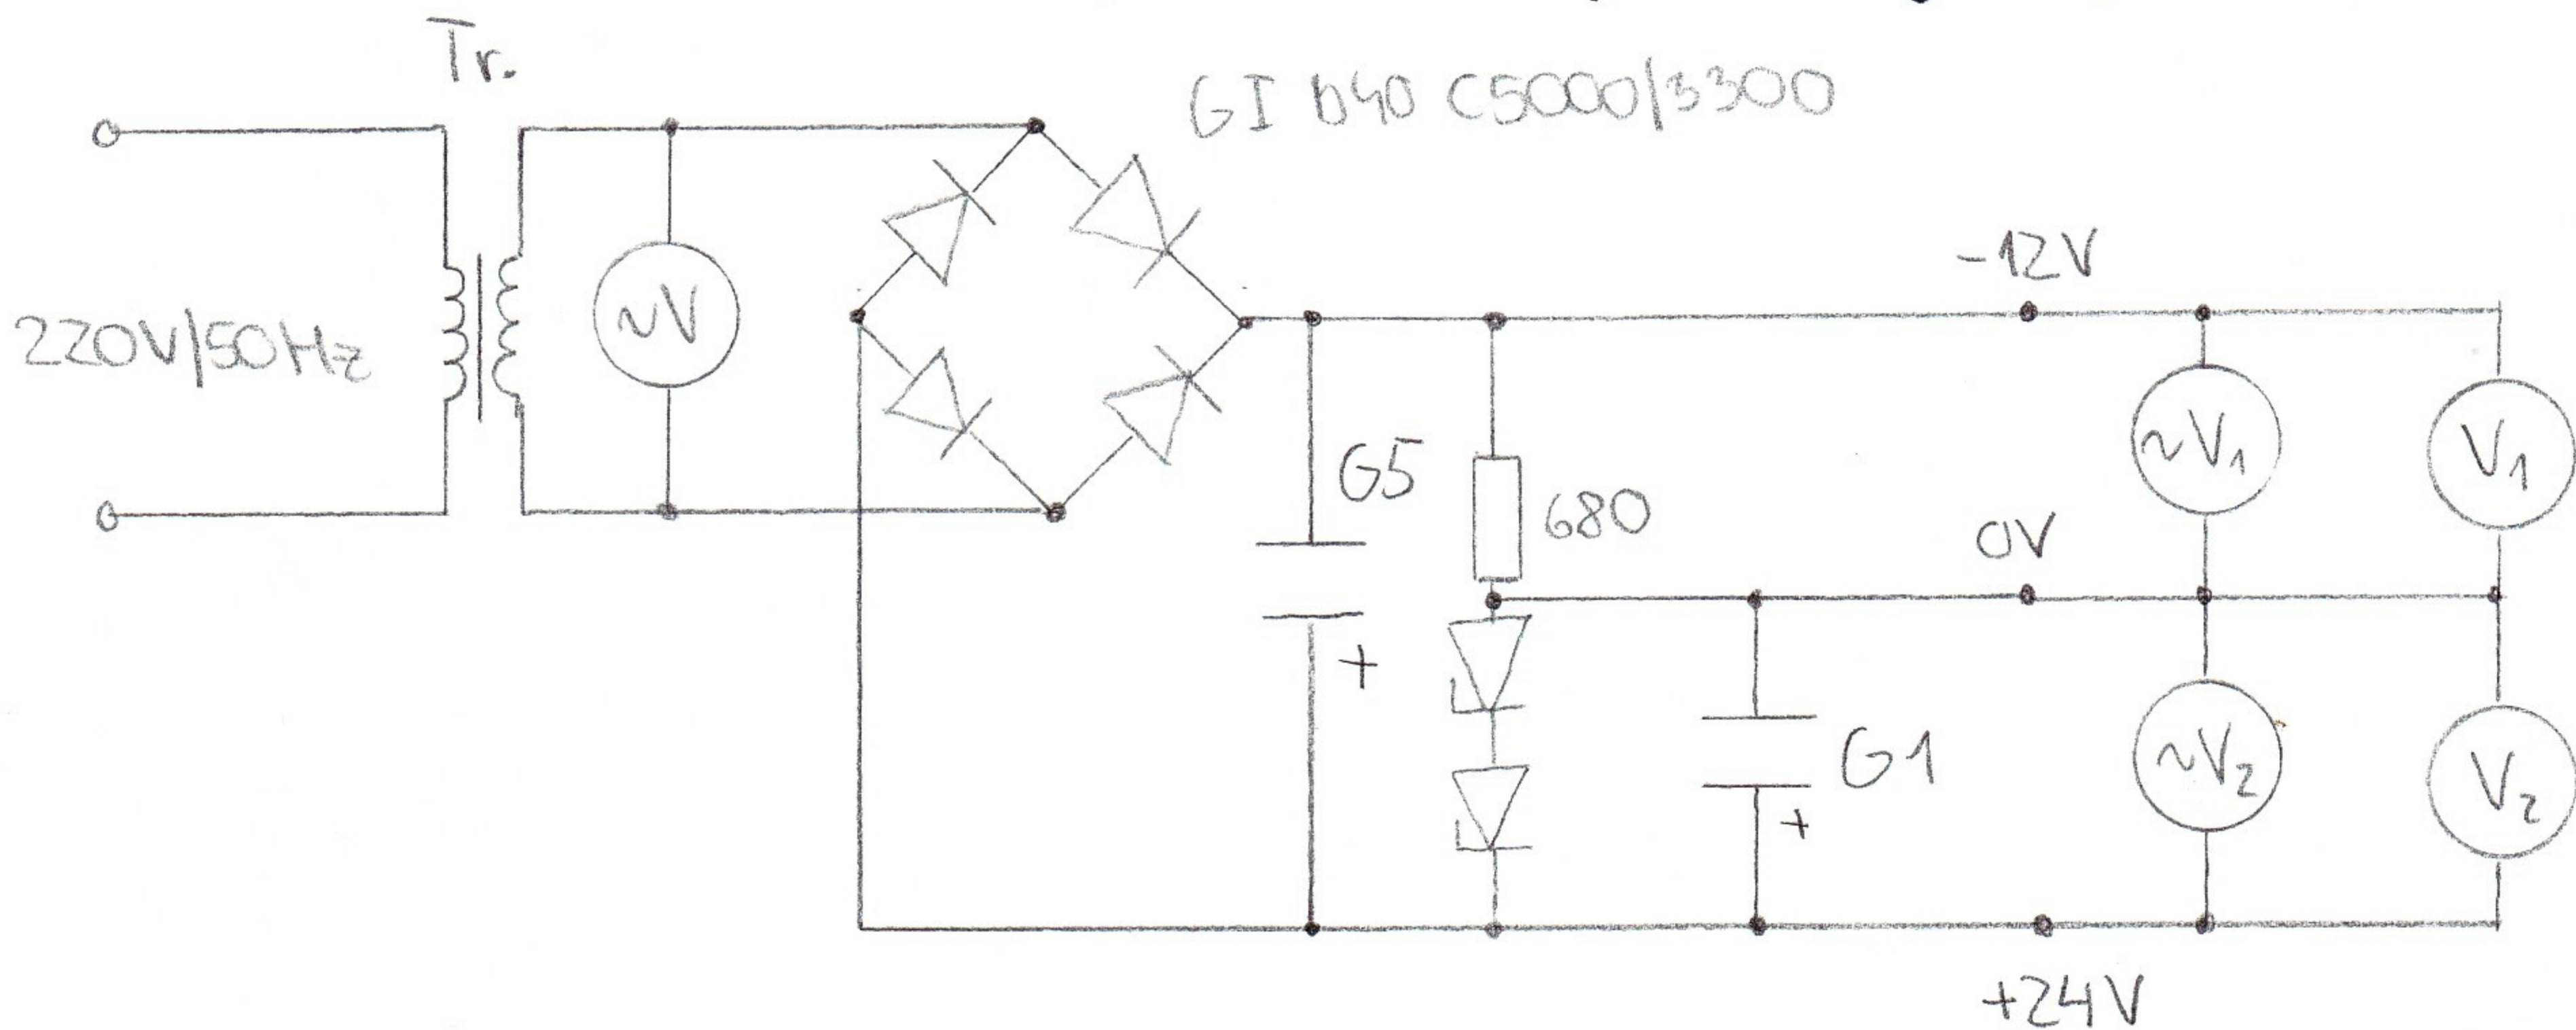 Tr.
GI B40 C5000/3300
220V/50Hz
~V
-12V
G5
+
680
0V
G1
+
~V1
V1
~V2
V2
+24V